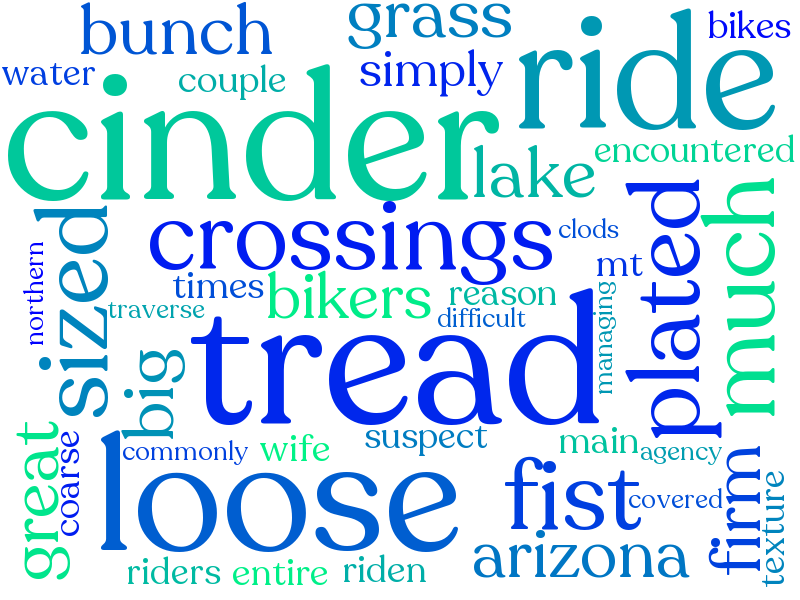 bunch
grass
ride
bikes
water
couple
simply
cinder
lake
encountered
crossings
clods
plated
much
sized
northern
times
bikers
reason
mt
traverse
difficult
managing
tread
big
great
coarse
commonly
wife
suspect
main
agency
loose
fist
covered
firm
texture
arizona
riders
entire
riden